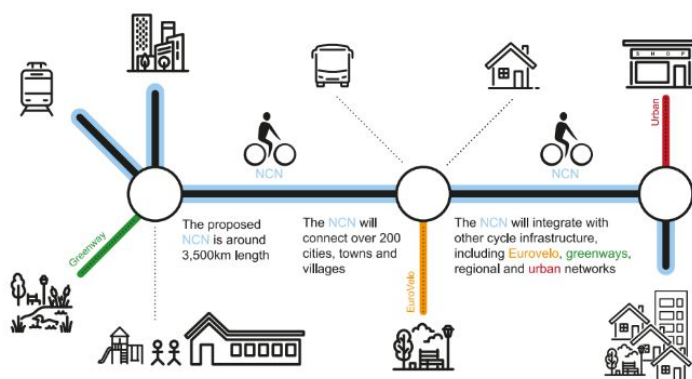 SHOP
Urban
NCN
NCN
Greenway
The proposed
NCN is around
3,500km length
The NCN will
connect over 200
cities, towns and
villages
The NCN will integrate with
other cycle infrastructure,
including Eurovelo, greenways,
regional and urban networks
EuroVelo